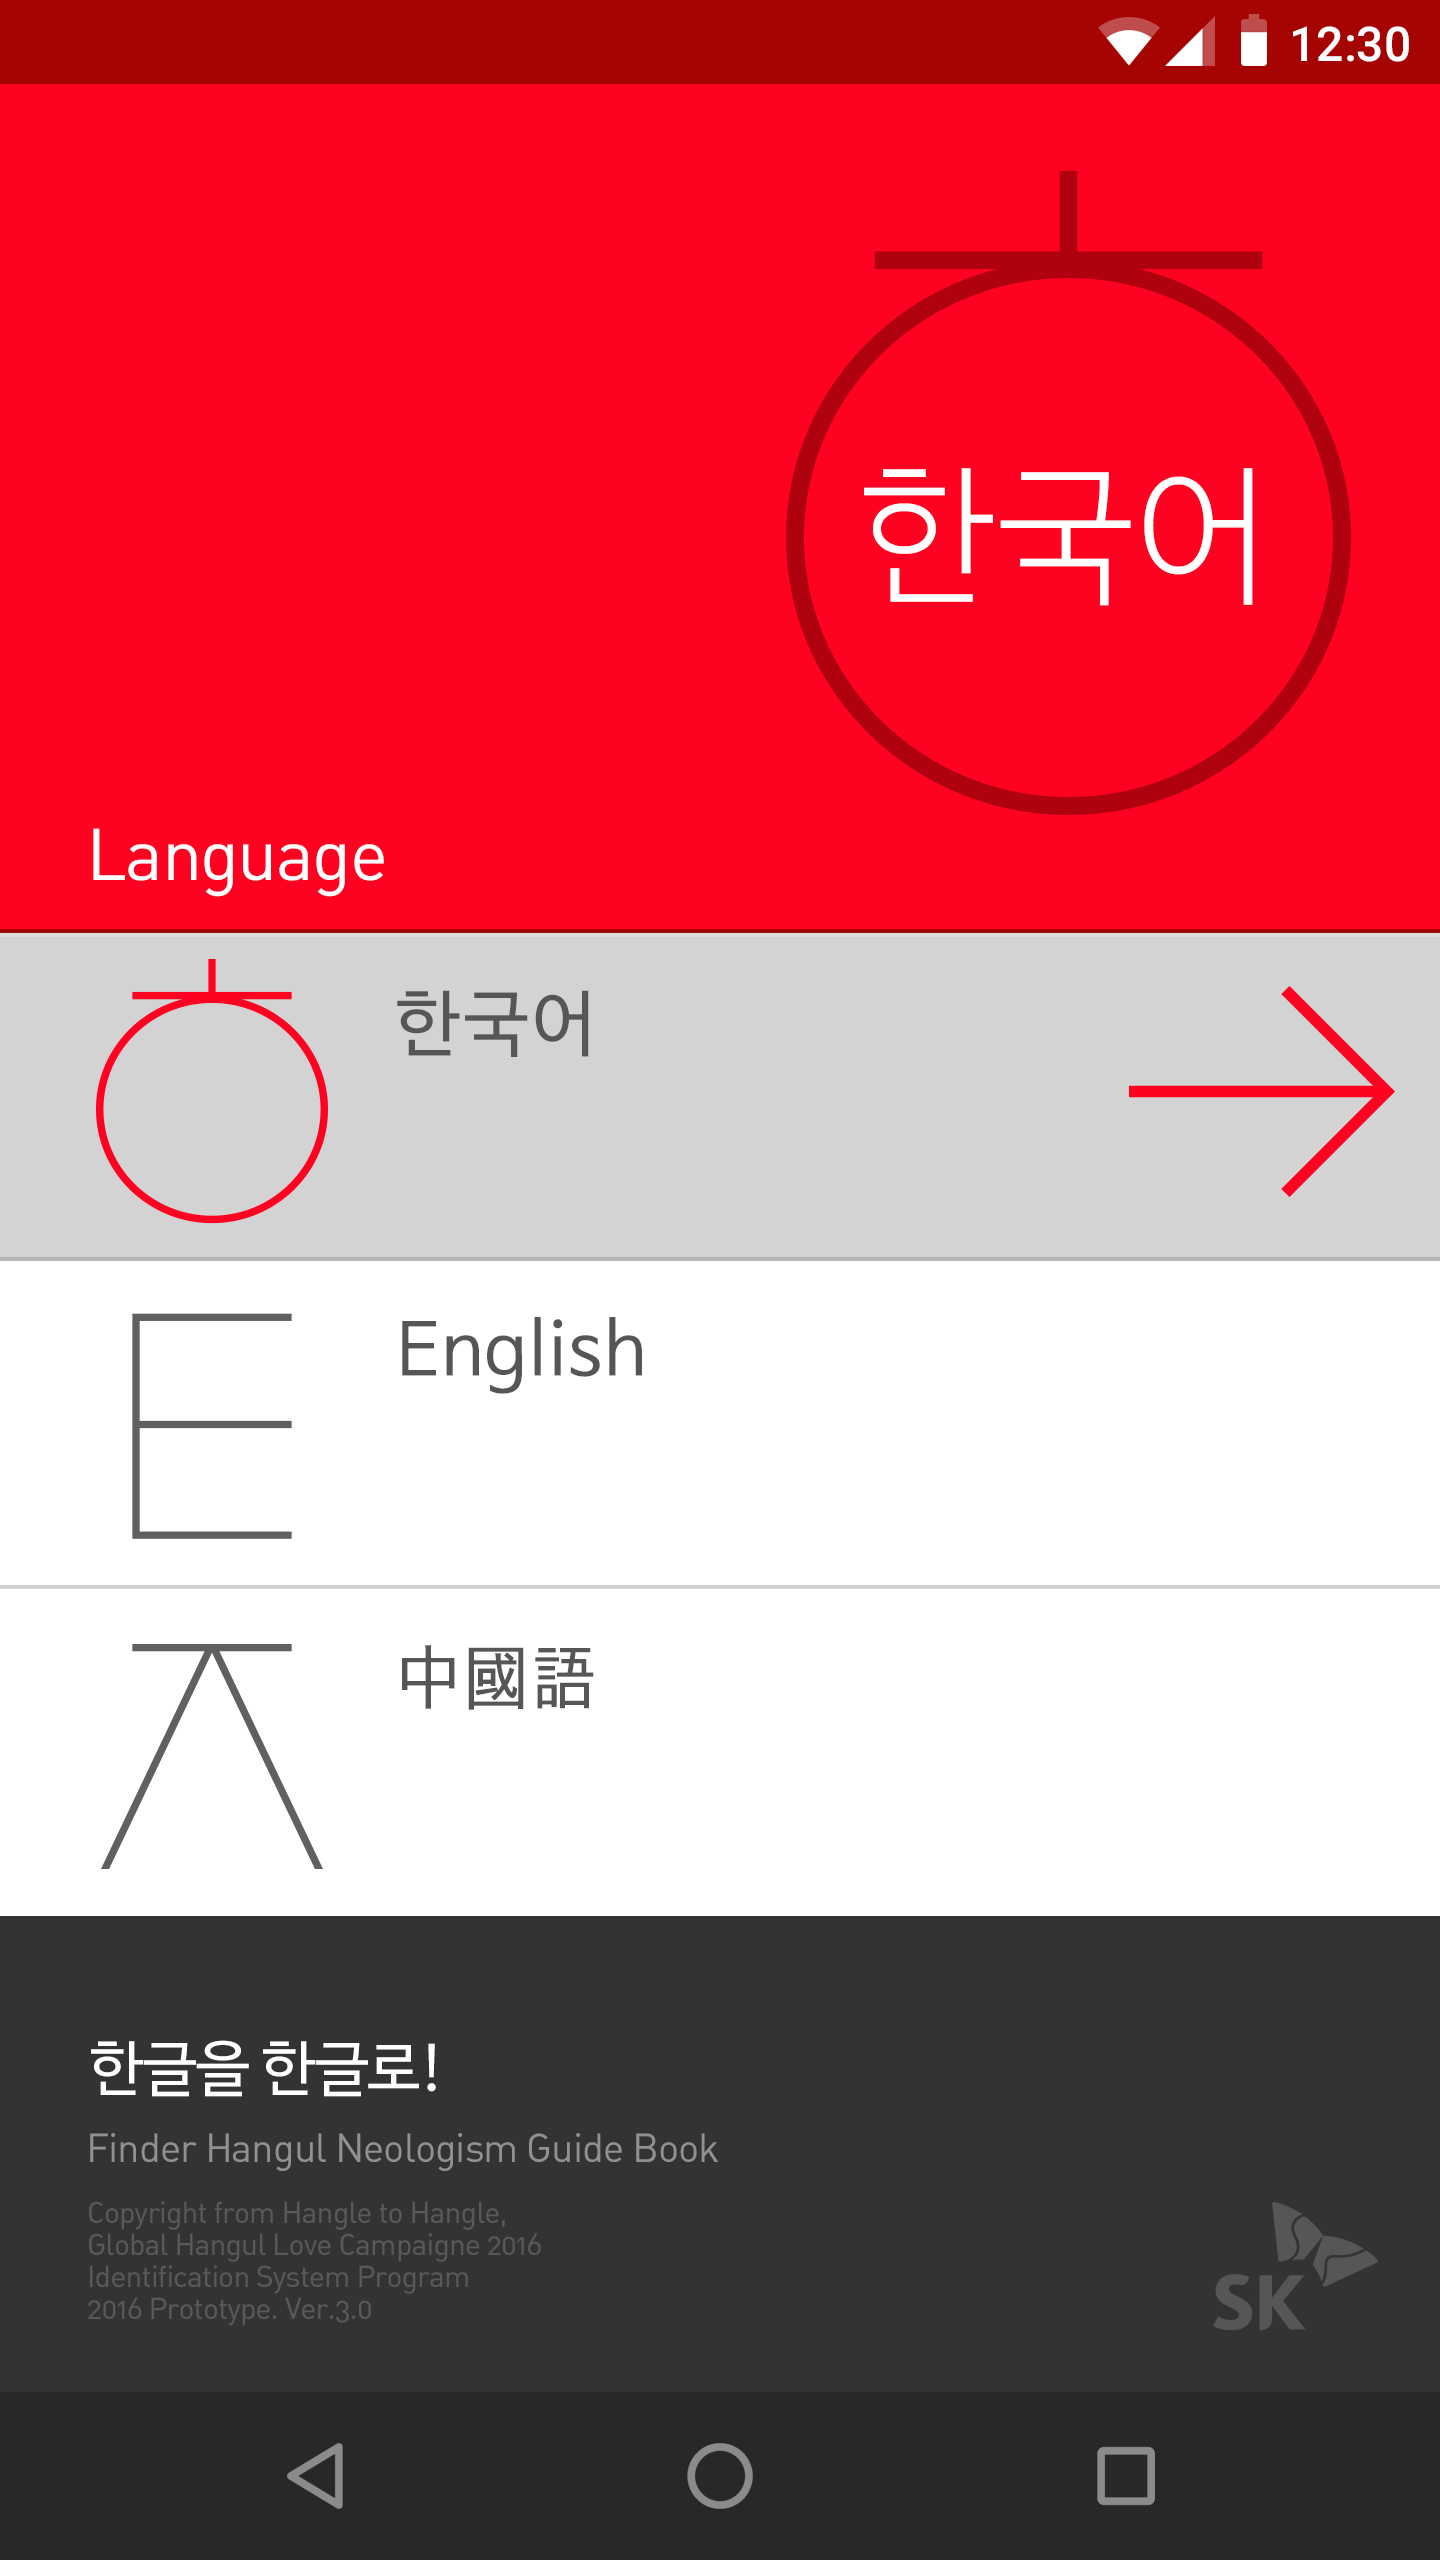 12:30
한국어
Language
ㅎ 한국어
E English
ㅈ 中國語
한글을 한글로!
Finder Hangul Neologism Guide Book
Copyright from Hangle to Hangle,
Global Hangul Love Campaigne 2016
Identification System Program
2016 Prototype. Ver.3.0
SK